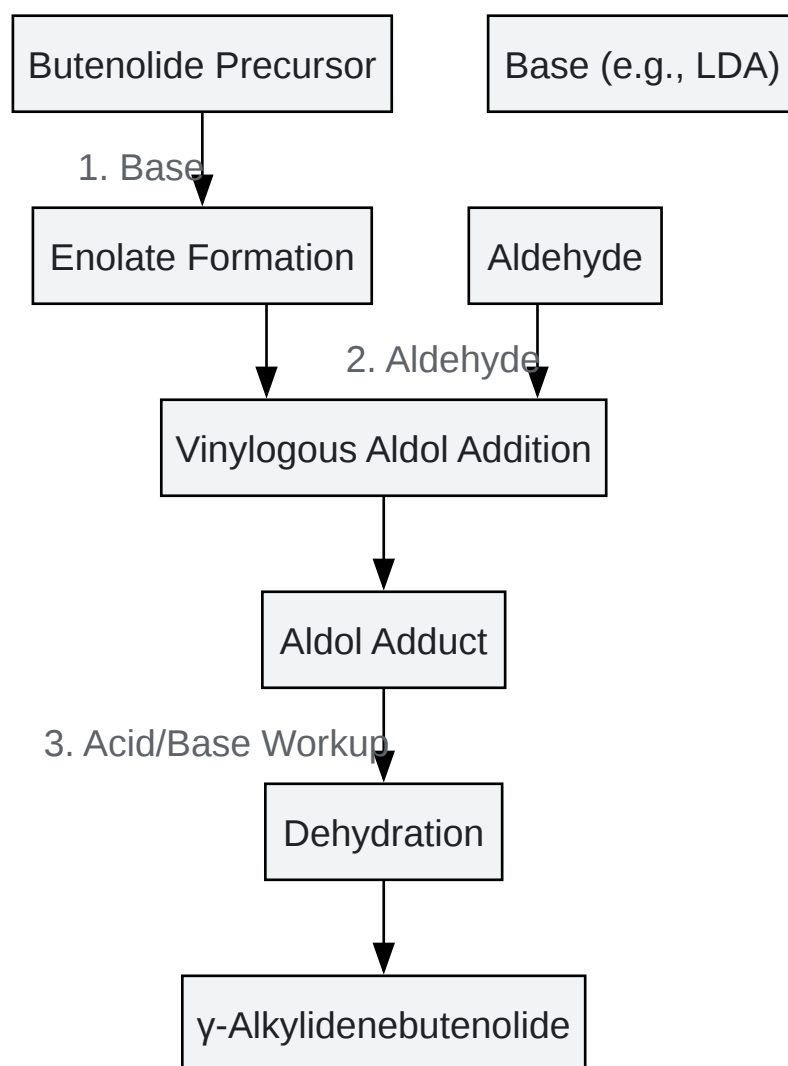 Butenolide Precursor
Base (e.g., LDA)
1. Base
Enolate Formation
Aldehyde
2. Aldehyde
Vinylogous Aldol Addition
Aldol Adduct
3. Acid/Base Workup
Dehydration
γ-Alkylidenebutenolide